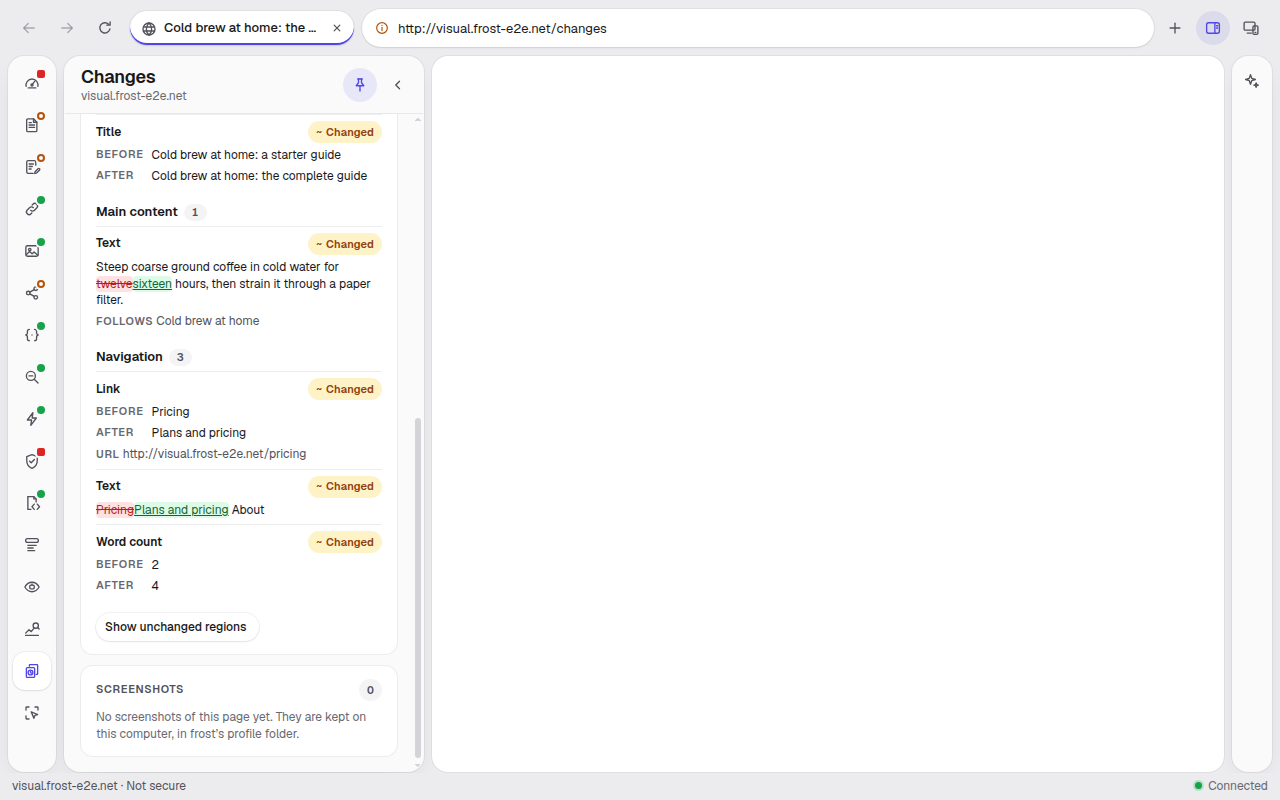 Cold brew at home: the ...
http://visual.frost-e2e.net/changes
Changes
visual.frost-e2e.net
Title
~ Changed
BEFORE Cold brew at home: a starter guide
AFTER Cold brew at home: the complete guide
Main content 1
Text
~ Changed
Steep coarse ground coffee in cold water for
twelvesixteen hours, then strain it through a paper
filter.
FOLLOWS Cold brew at home
Navigation 3
Link
~ Changed
BEFORE Pricing
AFTER Plans and pricing
URL http://visual.frost-e2e.net/pricing
Text
~ Changed
PricingPlans and pricing About
Word count
~ Changed
BEFORE 2
AFTER 4
Show unchanged regions
SCREENSHOTS 0
No screenshots of this page yet. They are kept on
this computer, in frost's profile folder.
visual.frost-e2e.net · Not secure
Connected